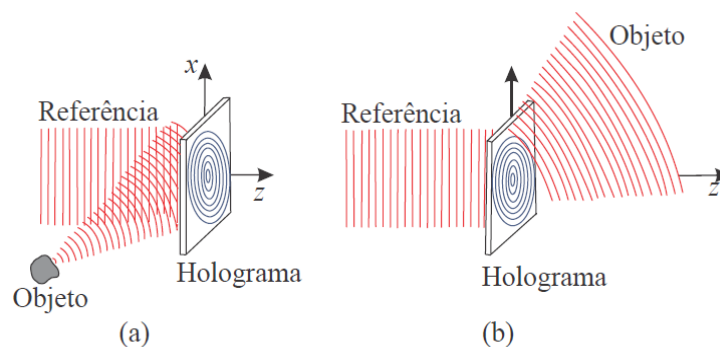 x
Referência
z
Holograma
Objeto
(a)
Objeto
Referência
z
Holograma
(b)